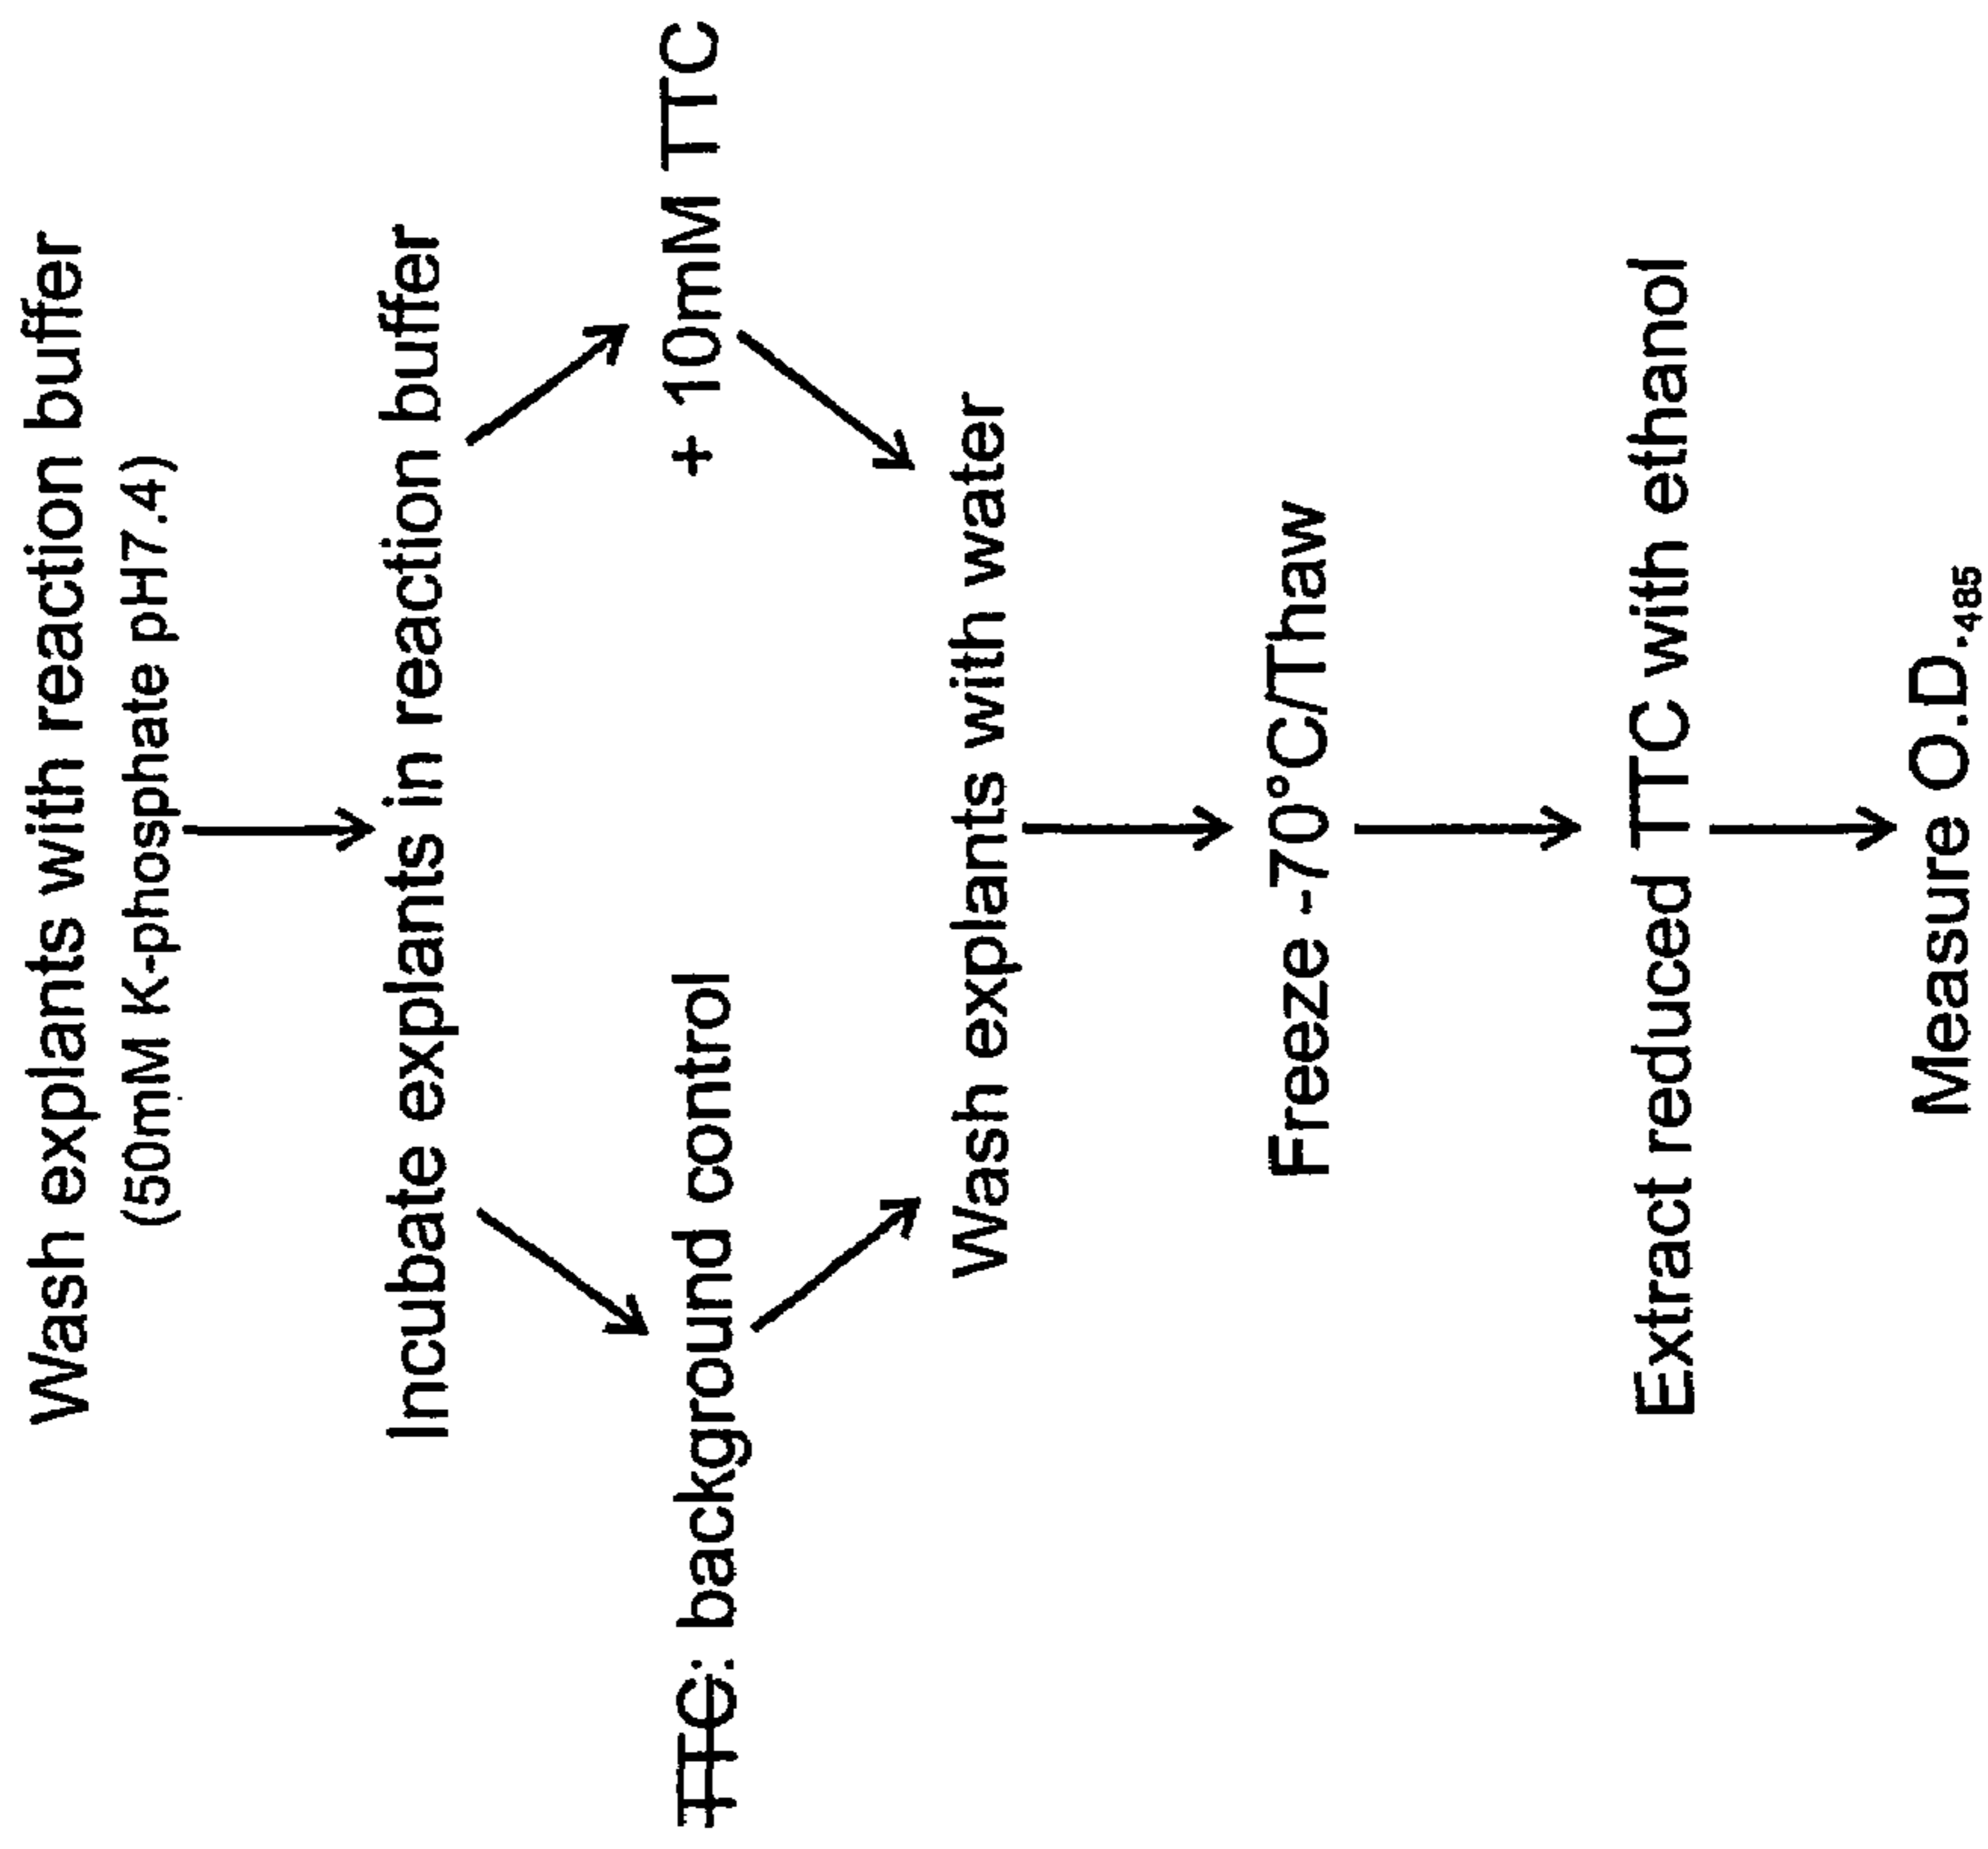 Wash explants with reaction buffer
(50mM K-phosphate pH7.4)
Incubate explants in reaction buffer
TTC: background control
+ 10mM TTC
Wash explants with water
Freeze -70°C/Thaw
Extract reduced TTC with ethanol
Measure O.D.₄₈₅